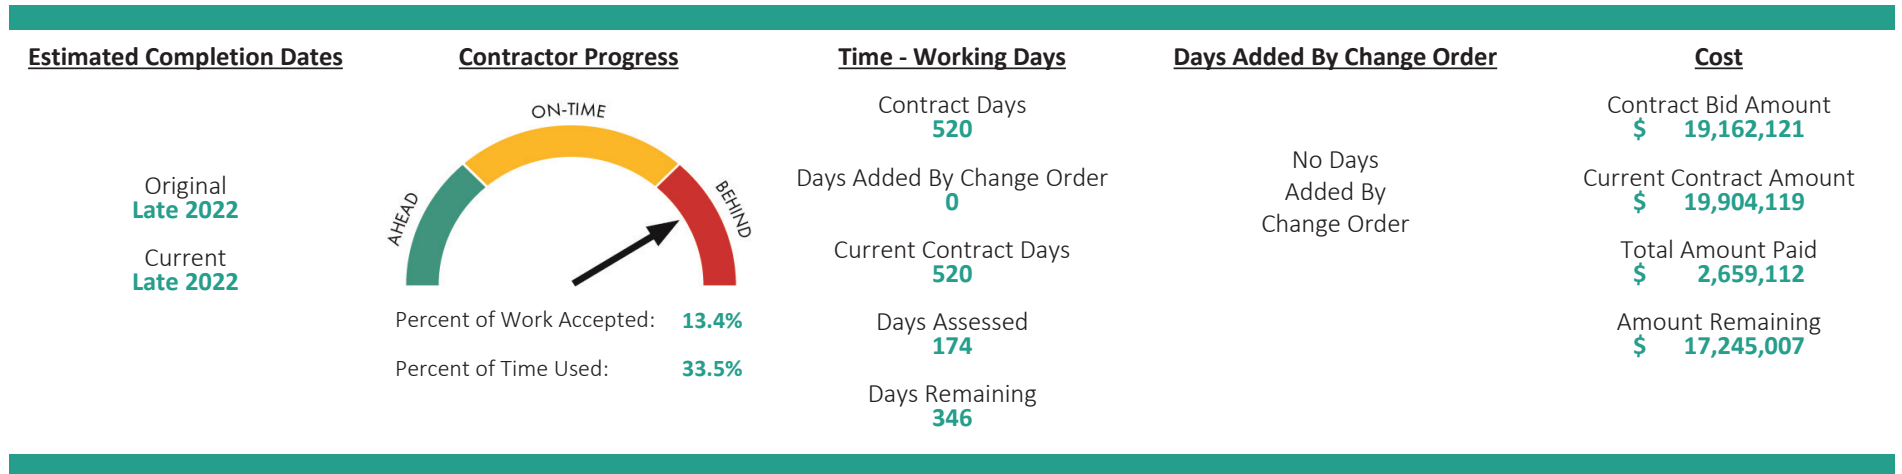 Estimated Completion Dates
Original
Late 2022
Current
Late 2022
Contractor Progress
ON-TIME
AHEAD
BEHIND
Percent of Work Accepted: 13.4%
Percent of Time Used: 33.5%
Time - Working Days
Contract Days
520
Days Added By Change Order
0
Current Contract Days
520
Days Assessed
174
Days Remaining
346
Days Added By Change Order
No Days
Added By
Change Order
Cost
Contract Bid Amount
$ 19,162,121
Current Contract Amount
$ 19,904,119
Total Amount Paid
$ 2,659,112
Amount Remaining
$ 17,245,007